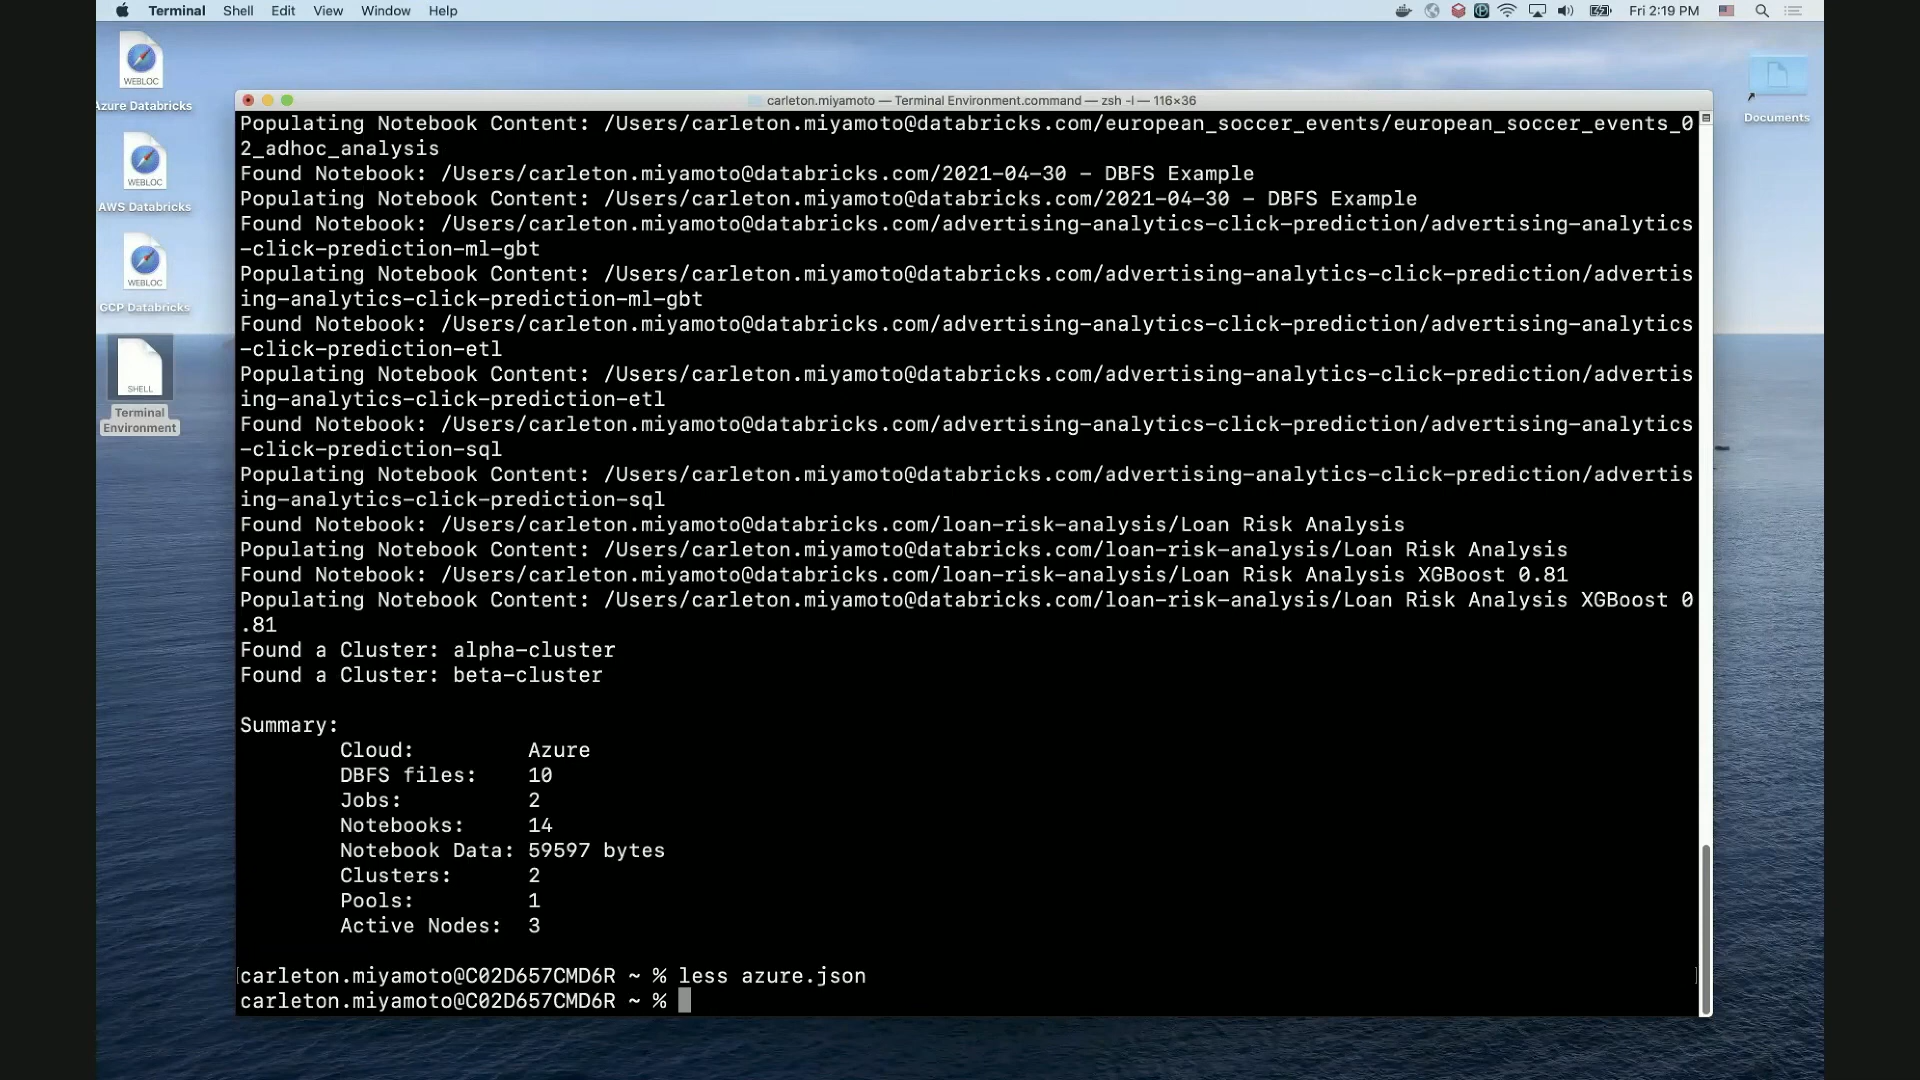 Terminal Shell Edit View Window Help
Fri 2:19 PM
WEBLOC
Azure Databricks
WEBLOC
AWS Databricks
WEBLOC
GCP Databricks
SHELL
Terminal
Environment
Documents
carleton.miyamoto — Terminal Environment.command — zsh -l — 116×36
Populating Notebook Content: /Users/carleton.miyamoto@databricks.com/european_soccer_events/european_soccer_events_0
2_adhoc_analysis
Found Notebook: /Users/carleton.miyamoto@databricks.com/2021-04-30 - DBFS Example
Populating Notebook Content: /Users/carleton.miyamoto@databricks.com/2021-04-30 - DBFS Example
Found Notebook: /Users/carleton.miyamoto@databricks.com/advertising-analytics-click-prediction/advertising-analytics
-click-prediction-ml-gbt
Populating Notebook Content: /Users/carleton.miyamoto@databricks.com/advertising-analytics-click-prediction/advertis
ing-analytics-click-prediction-ml-gbt
Found Notebook: /Users/carleton.miyamoto@databricks.com/advertising-analytics-click-prediction/advertising-analytics
-click-prediction-etl
Populating Notebook Content: /Users/carleton.miyamoto@databricks.com/advertising-analytics-click-prediction/advertis
ing-analytics-click-prediction-etl
Found Notebook: /Users/carleton.miyamoto@databricks.com/advertising-analytics-click-prediction/advertising-analytics
-click-prediction-sql
Populating Notebook Content: /Users/carleton.miyamoto@databricks.com/advertising-analytics-click-prediction/advertis
ing-analytics-click-prediction-sql
Found Notebook: /Users/carleton.miyamoto@databricks.com/loan-risk-analysis/Loan Risk Analysis
Populating Notebook Content: /Users/carleton.miyamoto@databricks.com/loan-risk-analysis/Loan Risk Analysis
Found Notebook: /Users/carleton.miyamoto@databricks.com/loan-risk-analysis/Loan Risk Analysis XGBoost 0.81
Populating Notebook Content: /Users/carleton.miyamoto@databricks.com/loan-risk-analysis/Loan Risk Analysis XGBoost 0
.81
Found a Cluster: alpha-cluster
Found a Cluster: beta-cluster
Summary:
Cloud: Azure
DBFS files: 10
Jobs: 2
Notebooks: 14
Notebook Data: 59597 bytes
Clusters: 2
Pools: 1
Active Nodes: 3
[carleton.miyamoto@C02D657CMD6R ~ % less azure.json ]
carleton.miyamoto@C02D657CMD6R ~ %